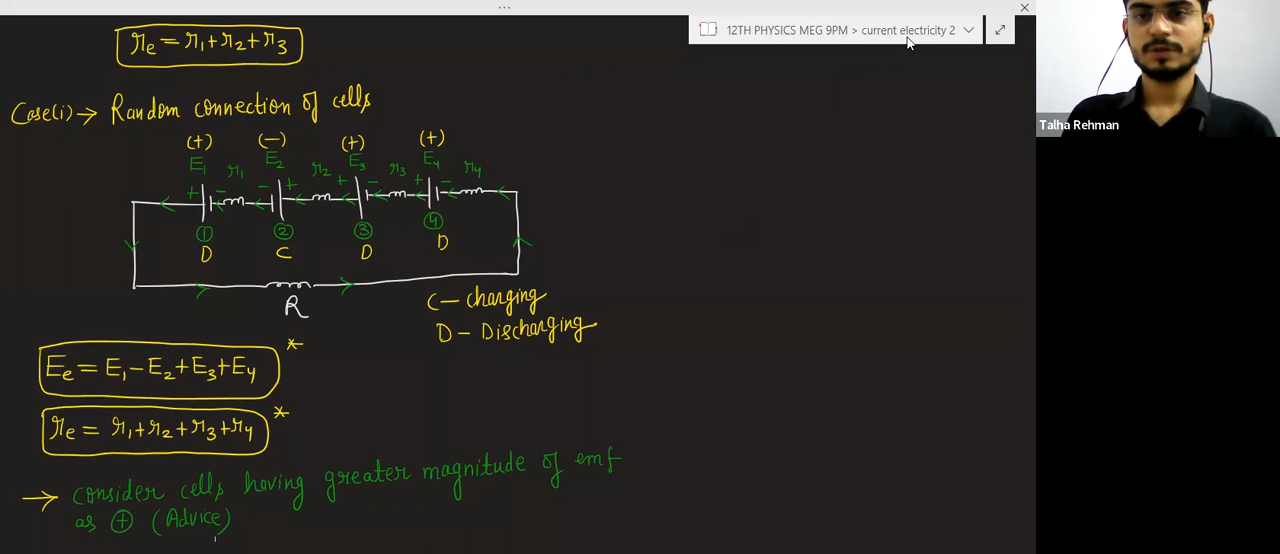 12TH PHYSICS MEG 9PM > current electricity 2
Talha Rehman
re = r1+r2+r3
Case(i) → Random connection of cells
(+) (−) (+) (+)
E1 r1 E2 r2 E3 r3 E4 r4
+ − − + + − + −
① ② ③ ④
D C D D
R
C – charging
D – Discharging
Ee = E1−E2+E3+E4 *
re = r1+r2+r3+r4 *
→ consider cells having greater magnitude of emf
as ⊕ (Advice)